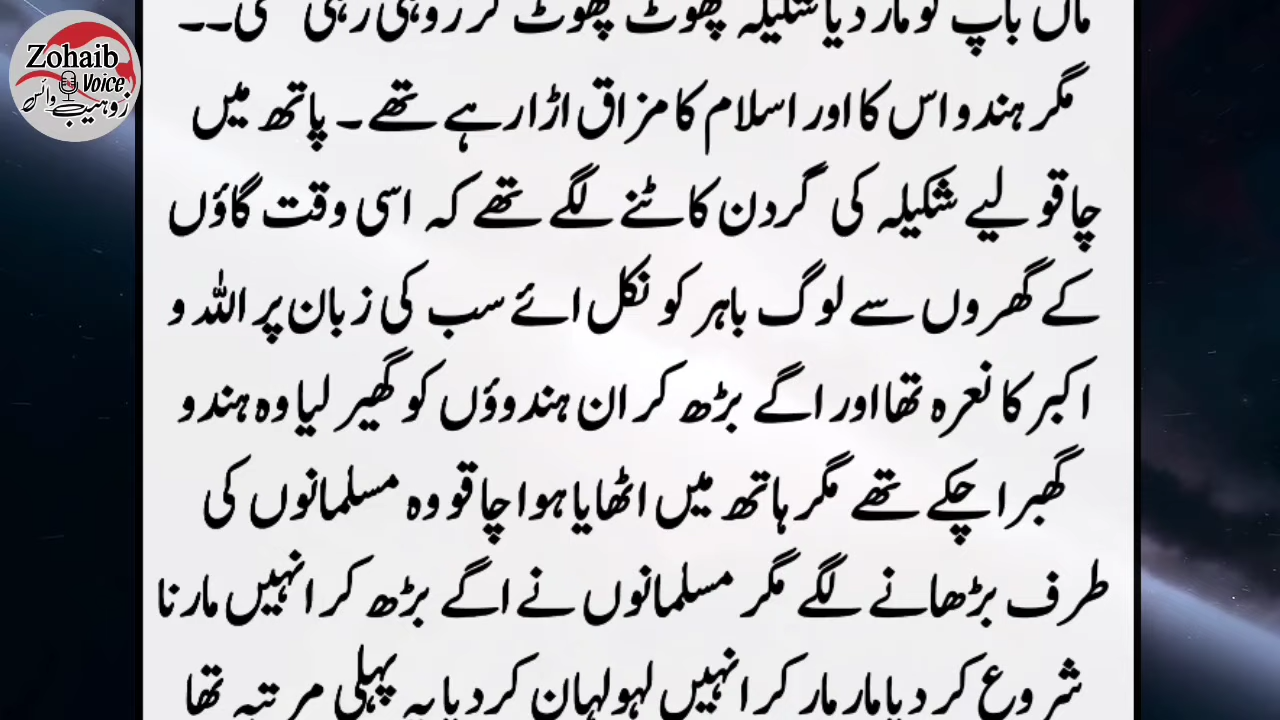 Zohaib
Voice
زوہیب وائس
ماں باپ کو مار دیا شکیلہ پھوٹ پھوٹ کر رو ہی رہی تھی۔۔
مگر ہندو اس کا اور اسلام کا مزاق اڑا رہے تھے۔ پاتھ میں
چاقو لیے شکیلہ کی گردن کاٹنے لگے تھے کہ اسی وقت گاؤں
کے گھروں سے لوگ باہر کو نکل ائے سب کی زبان پر اللہ و
اکبر کا نعرہ تھا اور اگے بڑھ کر ان ہندوؤں کو گھیر لیا وہ ہندو
گھبرا چکے تھے مگر ہاتھ میں اٹھایا ہوا چاقو وہ مسلمانوں کی
طرف بڑھانے لگے مگر مسلمانوں نے اگے بڑھ کر انہیں مارنا
شروع کر دیا مار مار کر انہیں لہولہان کر دیا یہ پہلی مرتبہ تھا